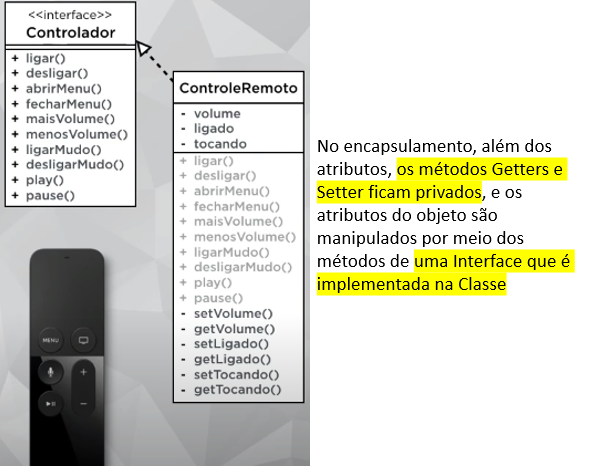 <<interface>>
Controlador
+ ligar()
+ desligar()
+ abrirMenu()
+ fecharMenu()
+ maisVolume()
+ menosVolume()
+ ligarMudo()
+ desligarMudo()
+ play()
+ pause()
ControleRemoto
- volume
- ligado
- tocando
+ ligar()
+ desligar()
+ abrirMenu()
+ fecharMenu()
+ maisVolume()
+ menosVolume()
+ ligarMudo()
+ desligarMudo()
+ play()
+ pause()
- setVolume()
- getVolume()
- setLigado()
- getLigado()
- setTocando()
- getTocando()
MENU
+
-
No encapsulamento, além dos
atributos, os métodos Getters e
Setter ficam privados, e os
atributos do objeto são
manipulados por meio dos
métodos de uma Interface que é
implementada na Classe